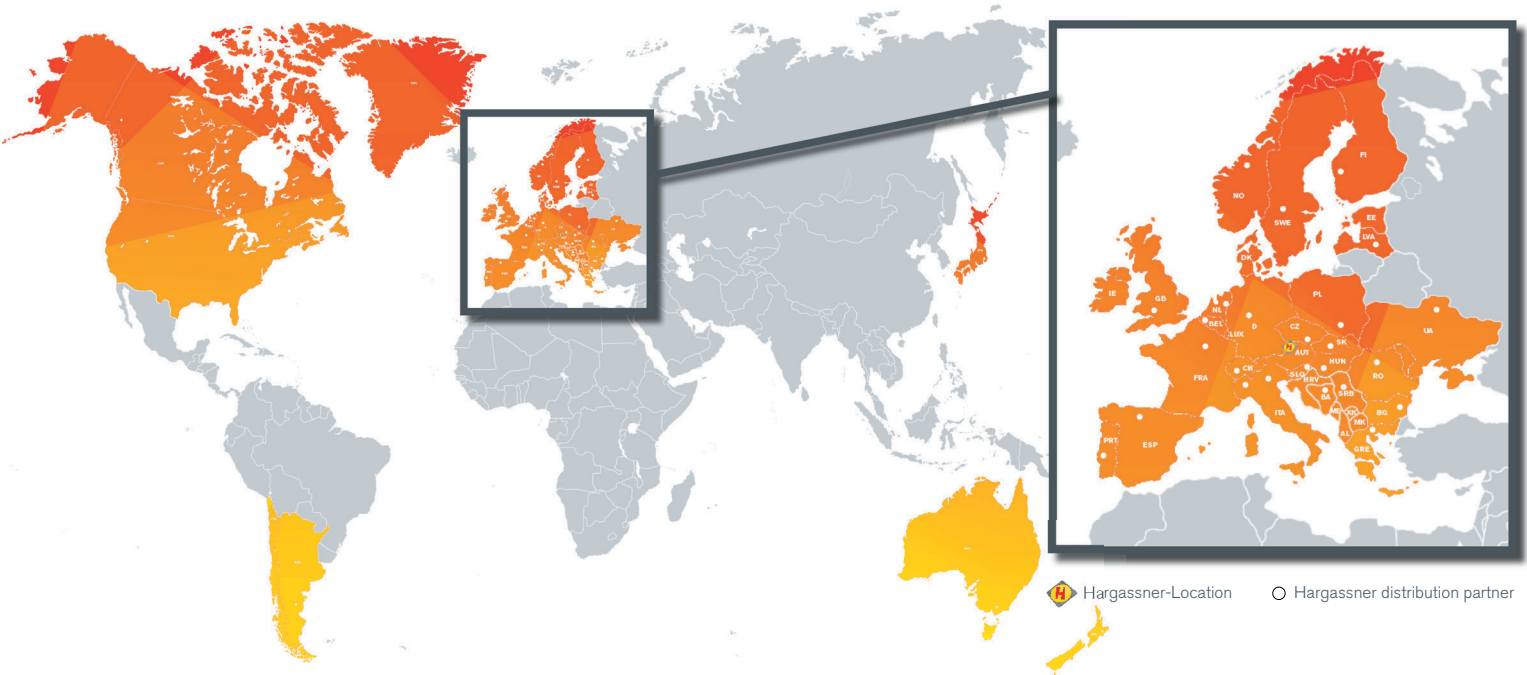 FI
NO
SWE
EE
LVA
DK
IE
GB
NL
PL
BEL
D
LUX
CZ
UA
SK
AUT
HUN
CH
FRA
SLO
HRV
RO
BA
SRB
ITA
ME
XK
BG
MK
AL
PRT
ESP
GRE
H Hargassner-Location
Hargassner distribution partner